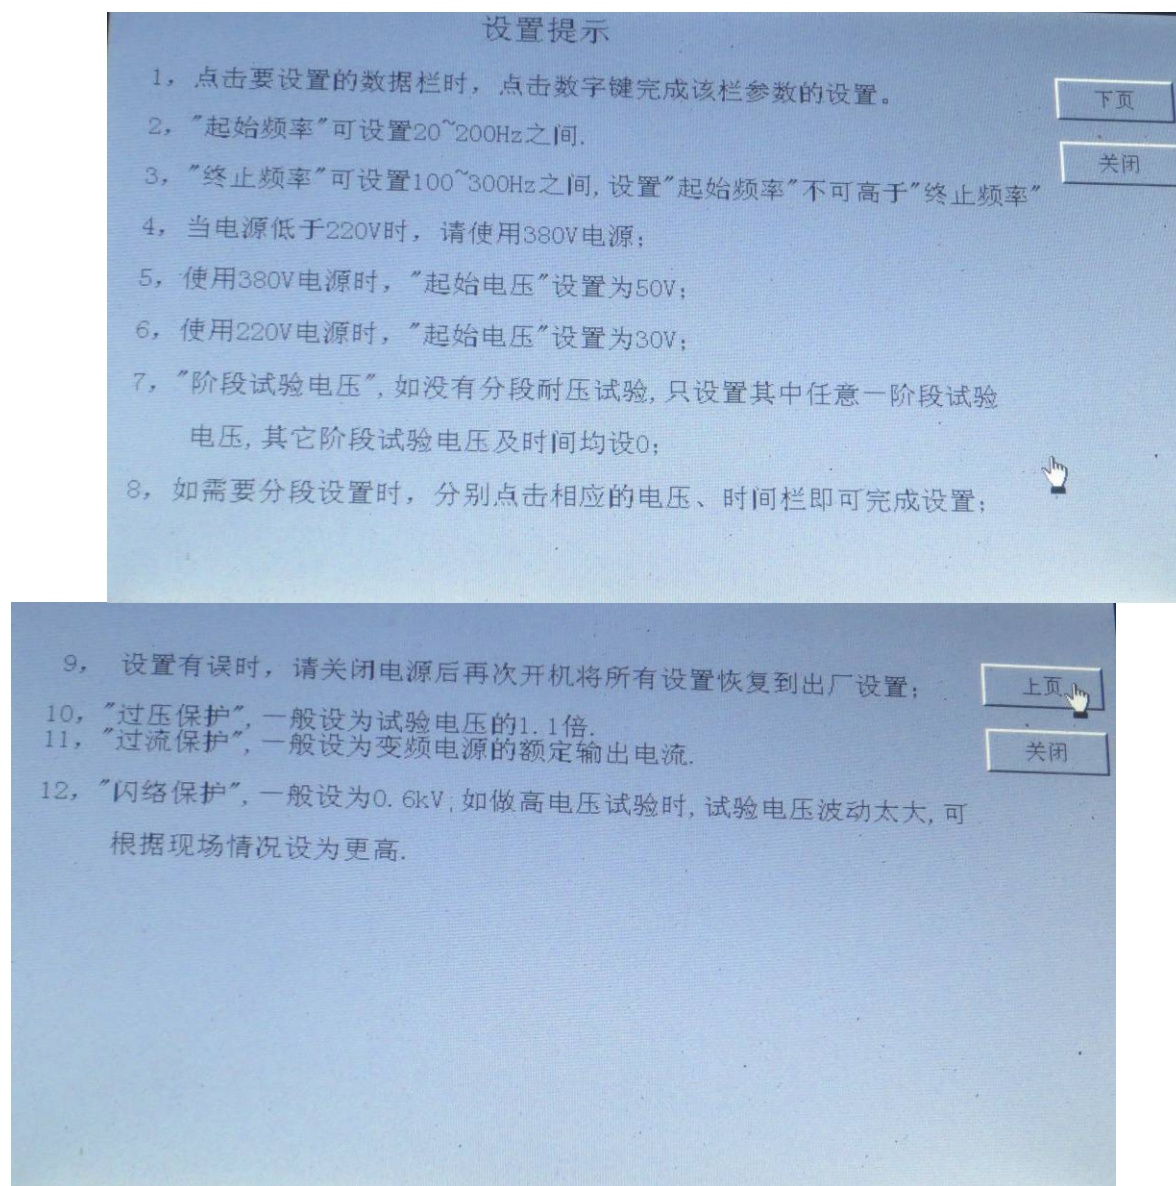 设置提示
1，点击要设置的数据栏时，点击数字键完成该栏参数的设置。
下页
2，"起始频率"可设置20~200Hz之间.
关闭
3，"终止频率"可设置100~300Hz之间,设置"起始频率"不可高于"终止频率"
4，当电源低于220V时，请使用380V电源;
5，使用380V电源时，"起始电压"设置为50V;
6，使用220V电源时，"起始电压"设置为30V;
7，"阶段试验电压",如没有分段耐压试验,只设置其中任意一阶段试验
电压,其它阶段试验电压及时间均设0;
8，如需要分段设置时，分别点击相应的电压、时间栏即可完成设置;
9，设置有误时，请关闭电源后再次开机将所有设置恢复到出厂设置;
上页
10，"过压保护",一般设为试验电压的1.1倍.
11，"过流保护",一般设为变频电源的额定输出电流.
关闭
12，"闪络保护",一般设为0.6kV;如做高电压试验时,试验电压波动太大,可
根据现场情况设为更高.